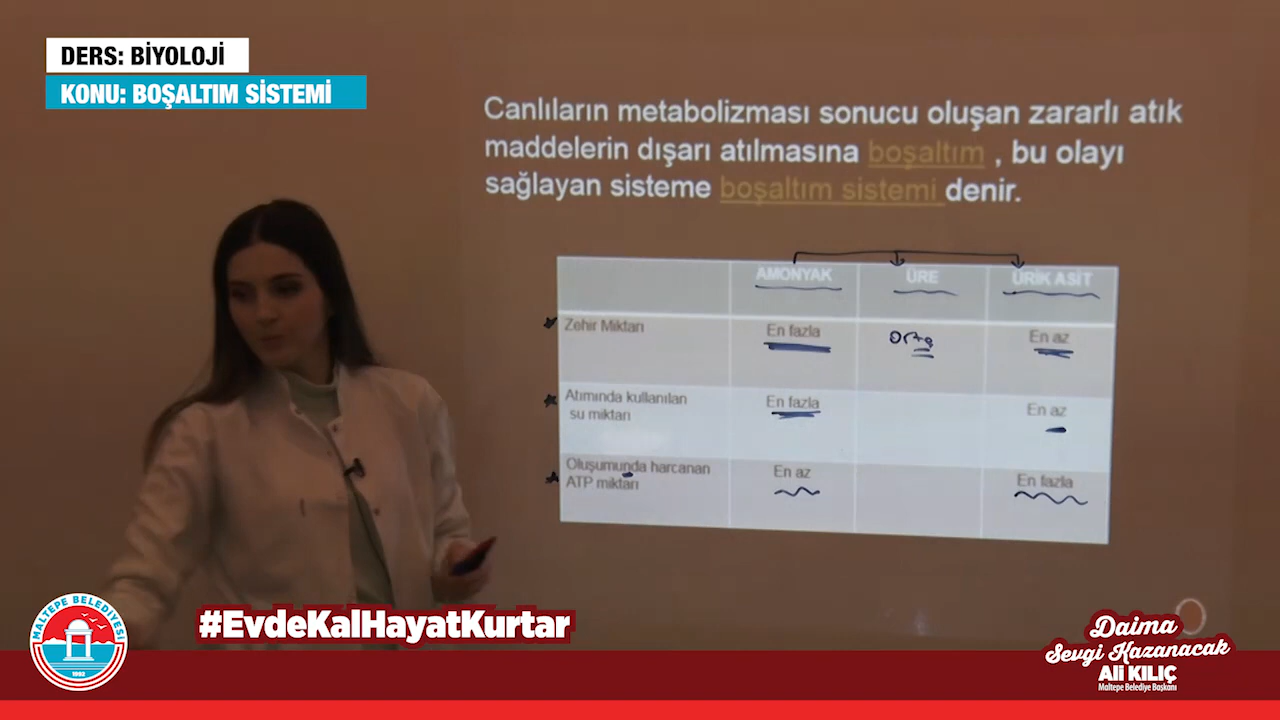 DERS: BİYOLOJİ
KONU: BOŞALTIM SİSTEMİ
Canlıların metabolizması sonucu oluşan zararlı atık
maddelerin dışarı atılmasına boşaltım , bu olayı
sağlayan sisteme boşaltım sistemi denir.
AMONYAK ÜRE ÜRİK ASİT
Zehir Miktarı En fazla Orta En az
Atımında kullanılan
su miktarı En fazla En az
Oluşumunda harcanan
ATP miktarı En az En fazla
#EvdeKalHayatKurtar
MALTEPE BELEDİYESİ
1992
Daima
Sevgi Kazanacak
Ali KILIÇ
Maltepe Belediye Başkanı